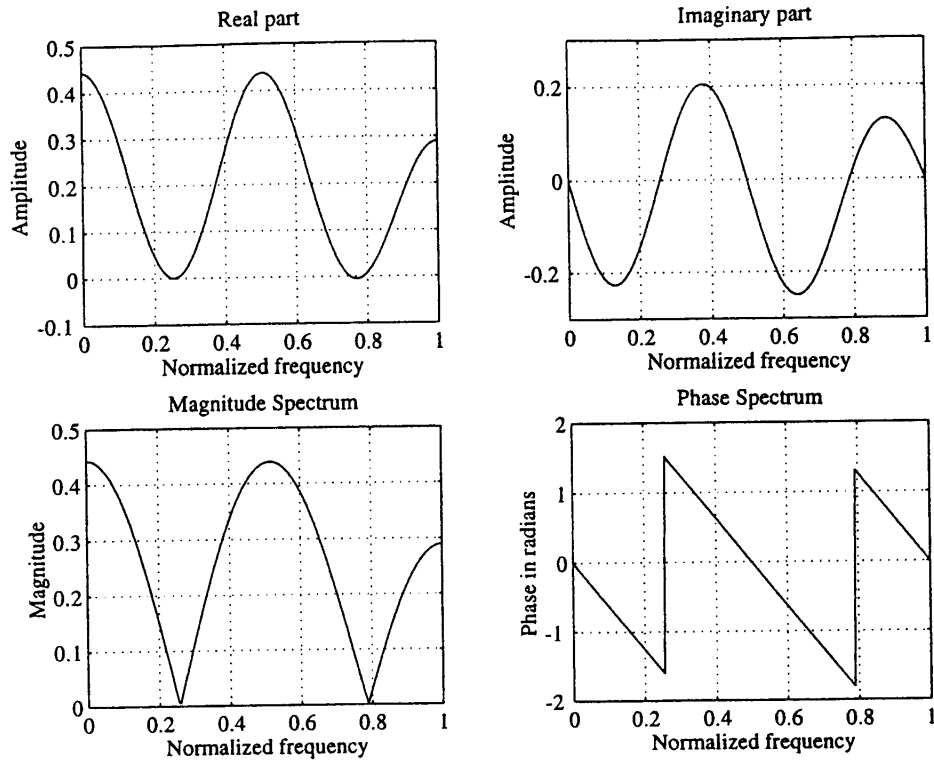 Real part
Imaginary part
0.5
0.4
0.3
0.2
0.1
0
-0.1
Amplitude
0 0.2 0.4 0.6 0.8 1
Normalized frequency
0.2
0
-0.2
Amplitude
0 0.2 0.4 0.6 0.8 1
Normalized frequency
Magnitude Spectrum
Phase Spectrum
0.5
0.4
0.3
0.2
0.1
0
Magnitude
0 0.2 0.4 0.6 0.8 1
Normalized frequency
2
1
0
-1
-2
Phase in radians
0 0.2 0.4 0.6 0.8 1
Normalized frequency